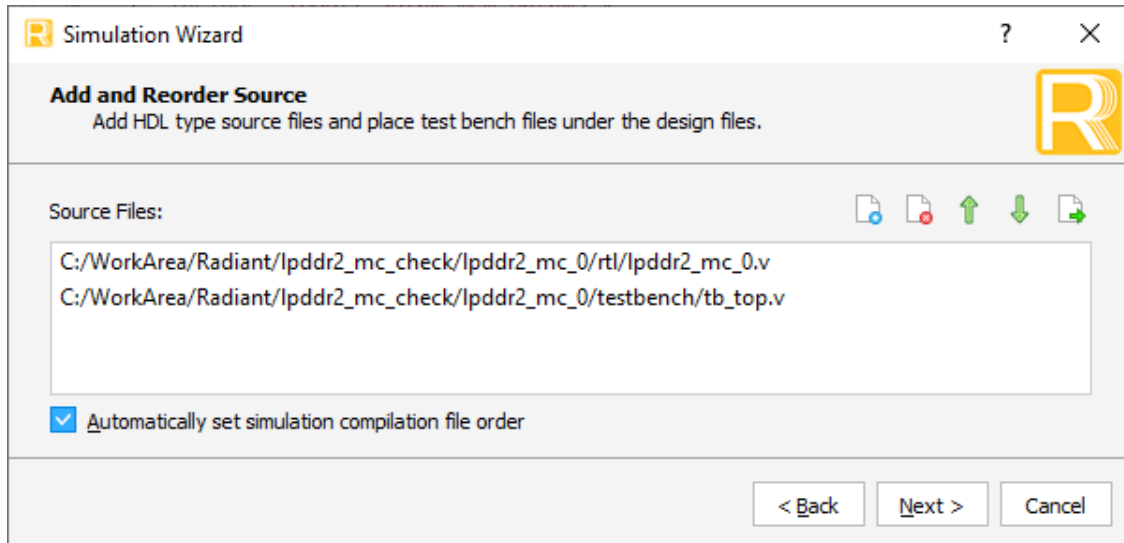 Simulation Wizard
?
Add and Reorder Source
Add HDL type source files and place test bench files under the design files.
Source Files:
C:/WorkArea/Radiant/lpddr2_mc_check/lpddr2_mc_0/rtl/lpddr2_mc_0.v
C:/WorkArea/Radiant/lpddr2_mc_check/lpddr2_mc_0/testbench/tb_top.v
Automatically set simulation compilation file order
< Back Next > Cancel